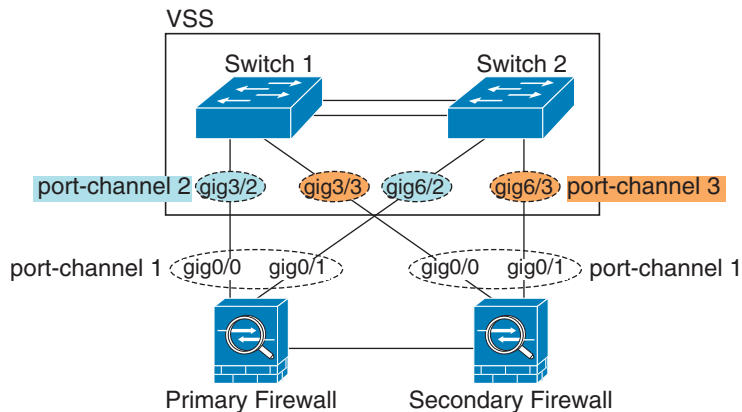 VSS
Switch 1
Switch 2
port-channel 2
gig3/2
gig3/3
gig6/2
gig6/3
port-channel 3
port-channel 1
gig0/0
gig0/1
gig0/0
gig0/1
port-channel 1
Primary Firewall
Secondary Firewall